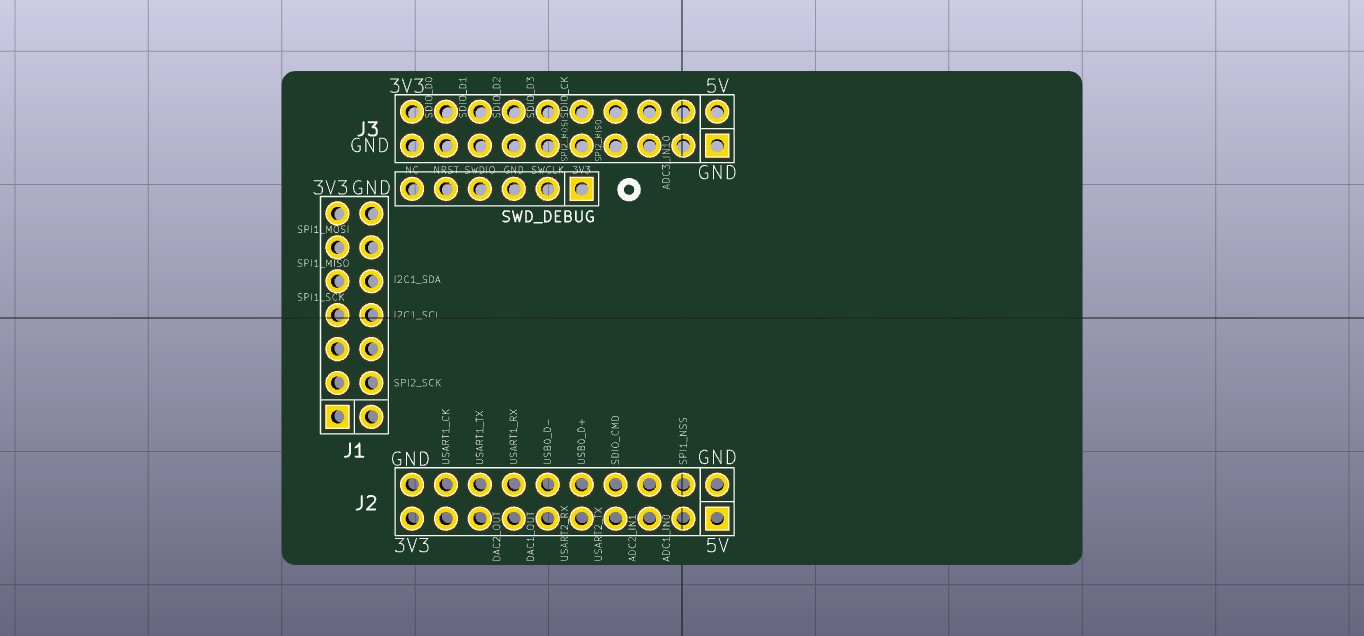 3V3
SDIO_D0
SDIO_D1
SDIO_D2
SDIO_D3
SDIO_CK
5V
J3
GND
SPI2_MOSI
SPI2_MISO
ADC3_IN10
GND
NC NRST SWDIO GND SWCLK 3V3
3V3 GND
SWD_DEBUG
SPI1_MOSI
SPI1_MISO
I2C1_SDA
SPI1_SCK
I2C1_SCL
SPI2_SCK
J1
USART1_CK
USART1_TX
USART1_RX
USB0_D-
USB0_D+
SDIO_CMD
SPI1_NSS
GND
GND
J2
DAC2_OUT
DAC1_OUT
USART2_RX
USART2_TX
ADC2_IN1
ADC1_IN0
3V3
5V